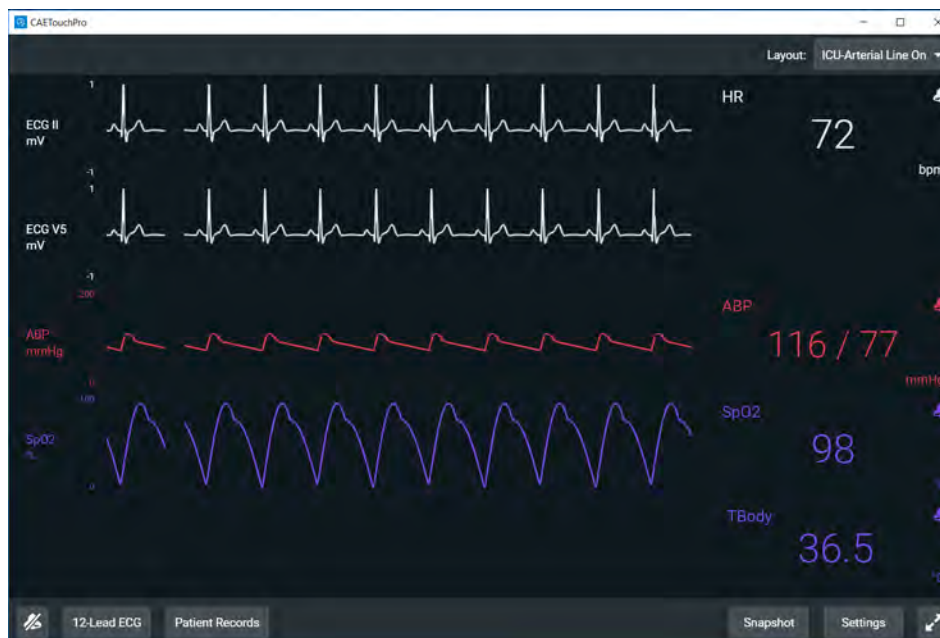 CAETouchPro
Layout: ICU-Arterial Line On
1
ECG II
mV
-1
1
ECG V5
mV
-1
200
ABP
mmHg
0
100
SpO2
%
0
HR
72
bpm
ABP
116 / 77
mmHg
SpO2
98
TBody
36.5
12-Lead ECG
Patient Records
Snapshot
Settings